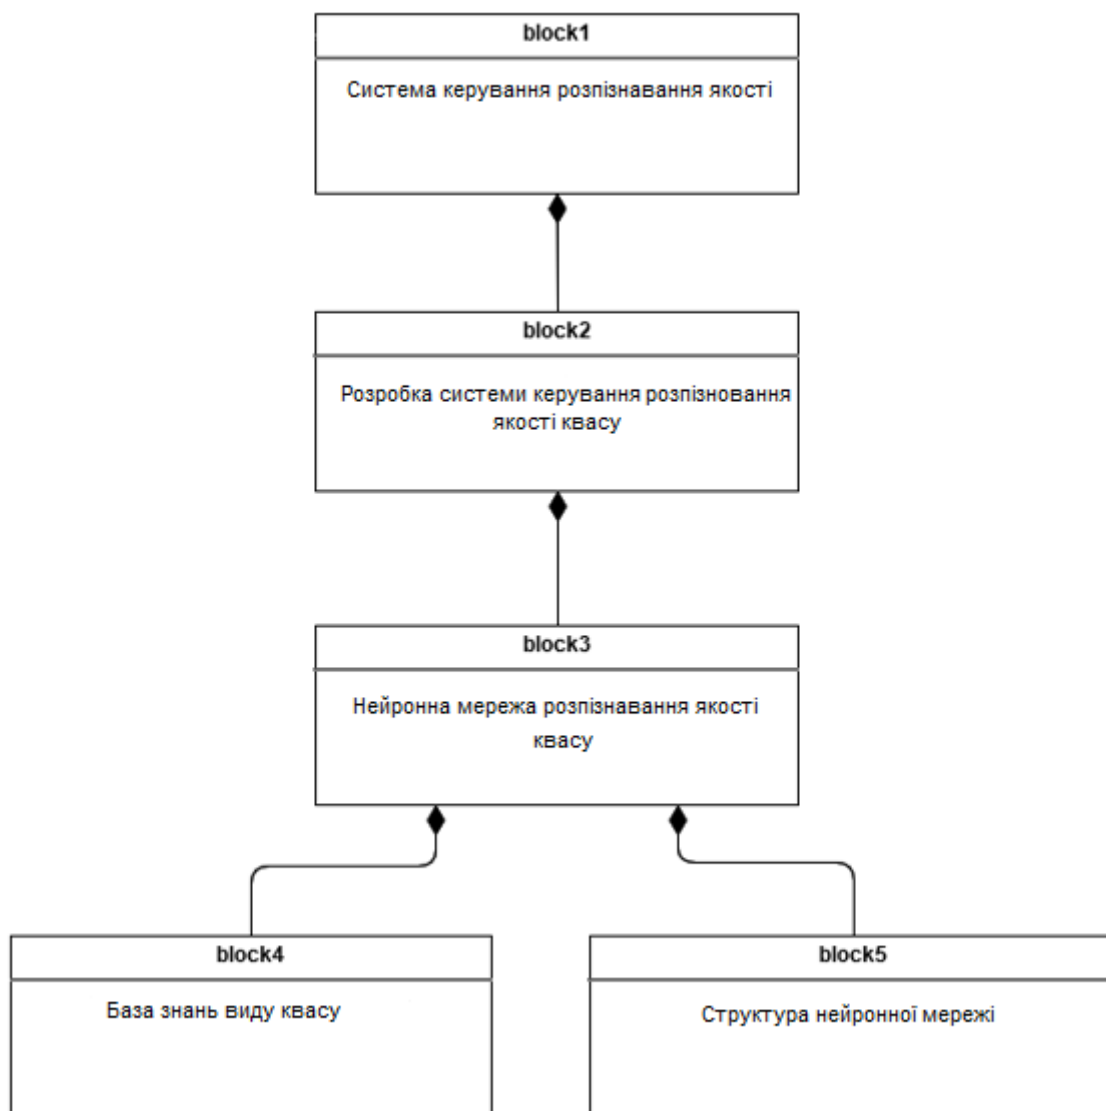 block1
Система керування розпізнавання якості
block2
Розробка системи керування розпізновання
якості квасу
block3
Нейронна мережа розпізнавання якості
квасу
block4
База знань виду квасу
block5
Структура нейронної мережі